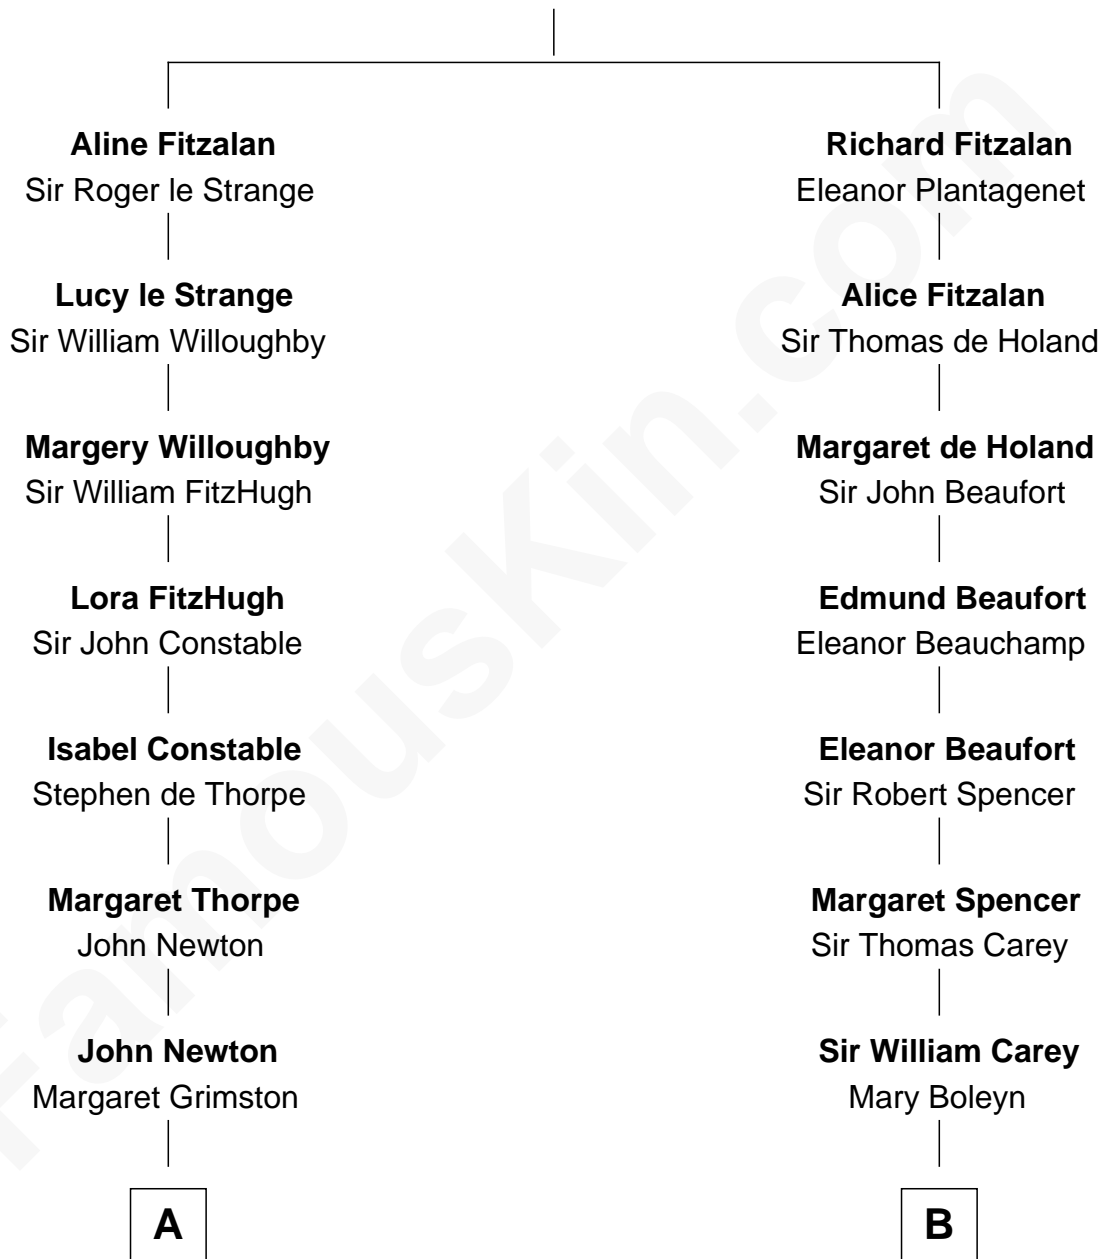 Aline Fitzalan
Sir Roger le Strange
Richard Fitzalan
Eleanor Plantagenet
Lucy le Strange
Sir William Willoughby
Alice Fitzalan
Sir Thomas de Holand
Margery Willoughby
Sir William FitzHugh
Margaret de Holand
Sir John Beaufort
Lora FitzHugh
Sir John Constable
Edmund Beaufort
Eleanor Beauchamp
Isabel Constable
Stephen de Thorpe
Eleanor Beaufort
Sir Robert Spencer
Margaret Thorpe
John Newton
Margaret Spencer
Sir Thomas Carey
John Newton
Margaret Grimston
Sir William Carey
Mary Boleyn
A
B
FamousKin.com